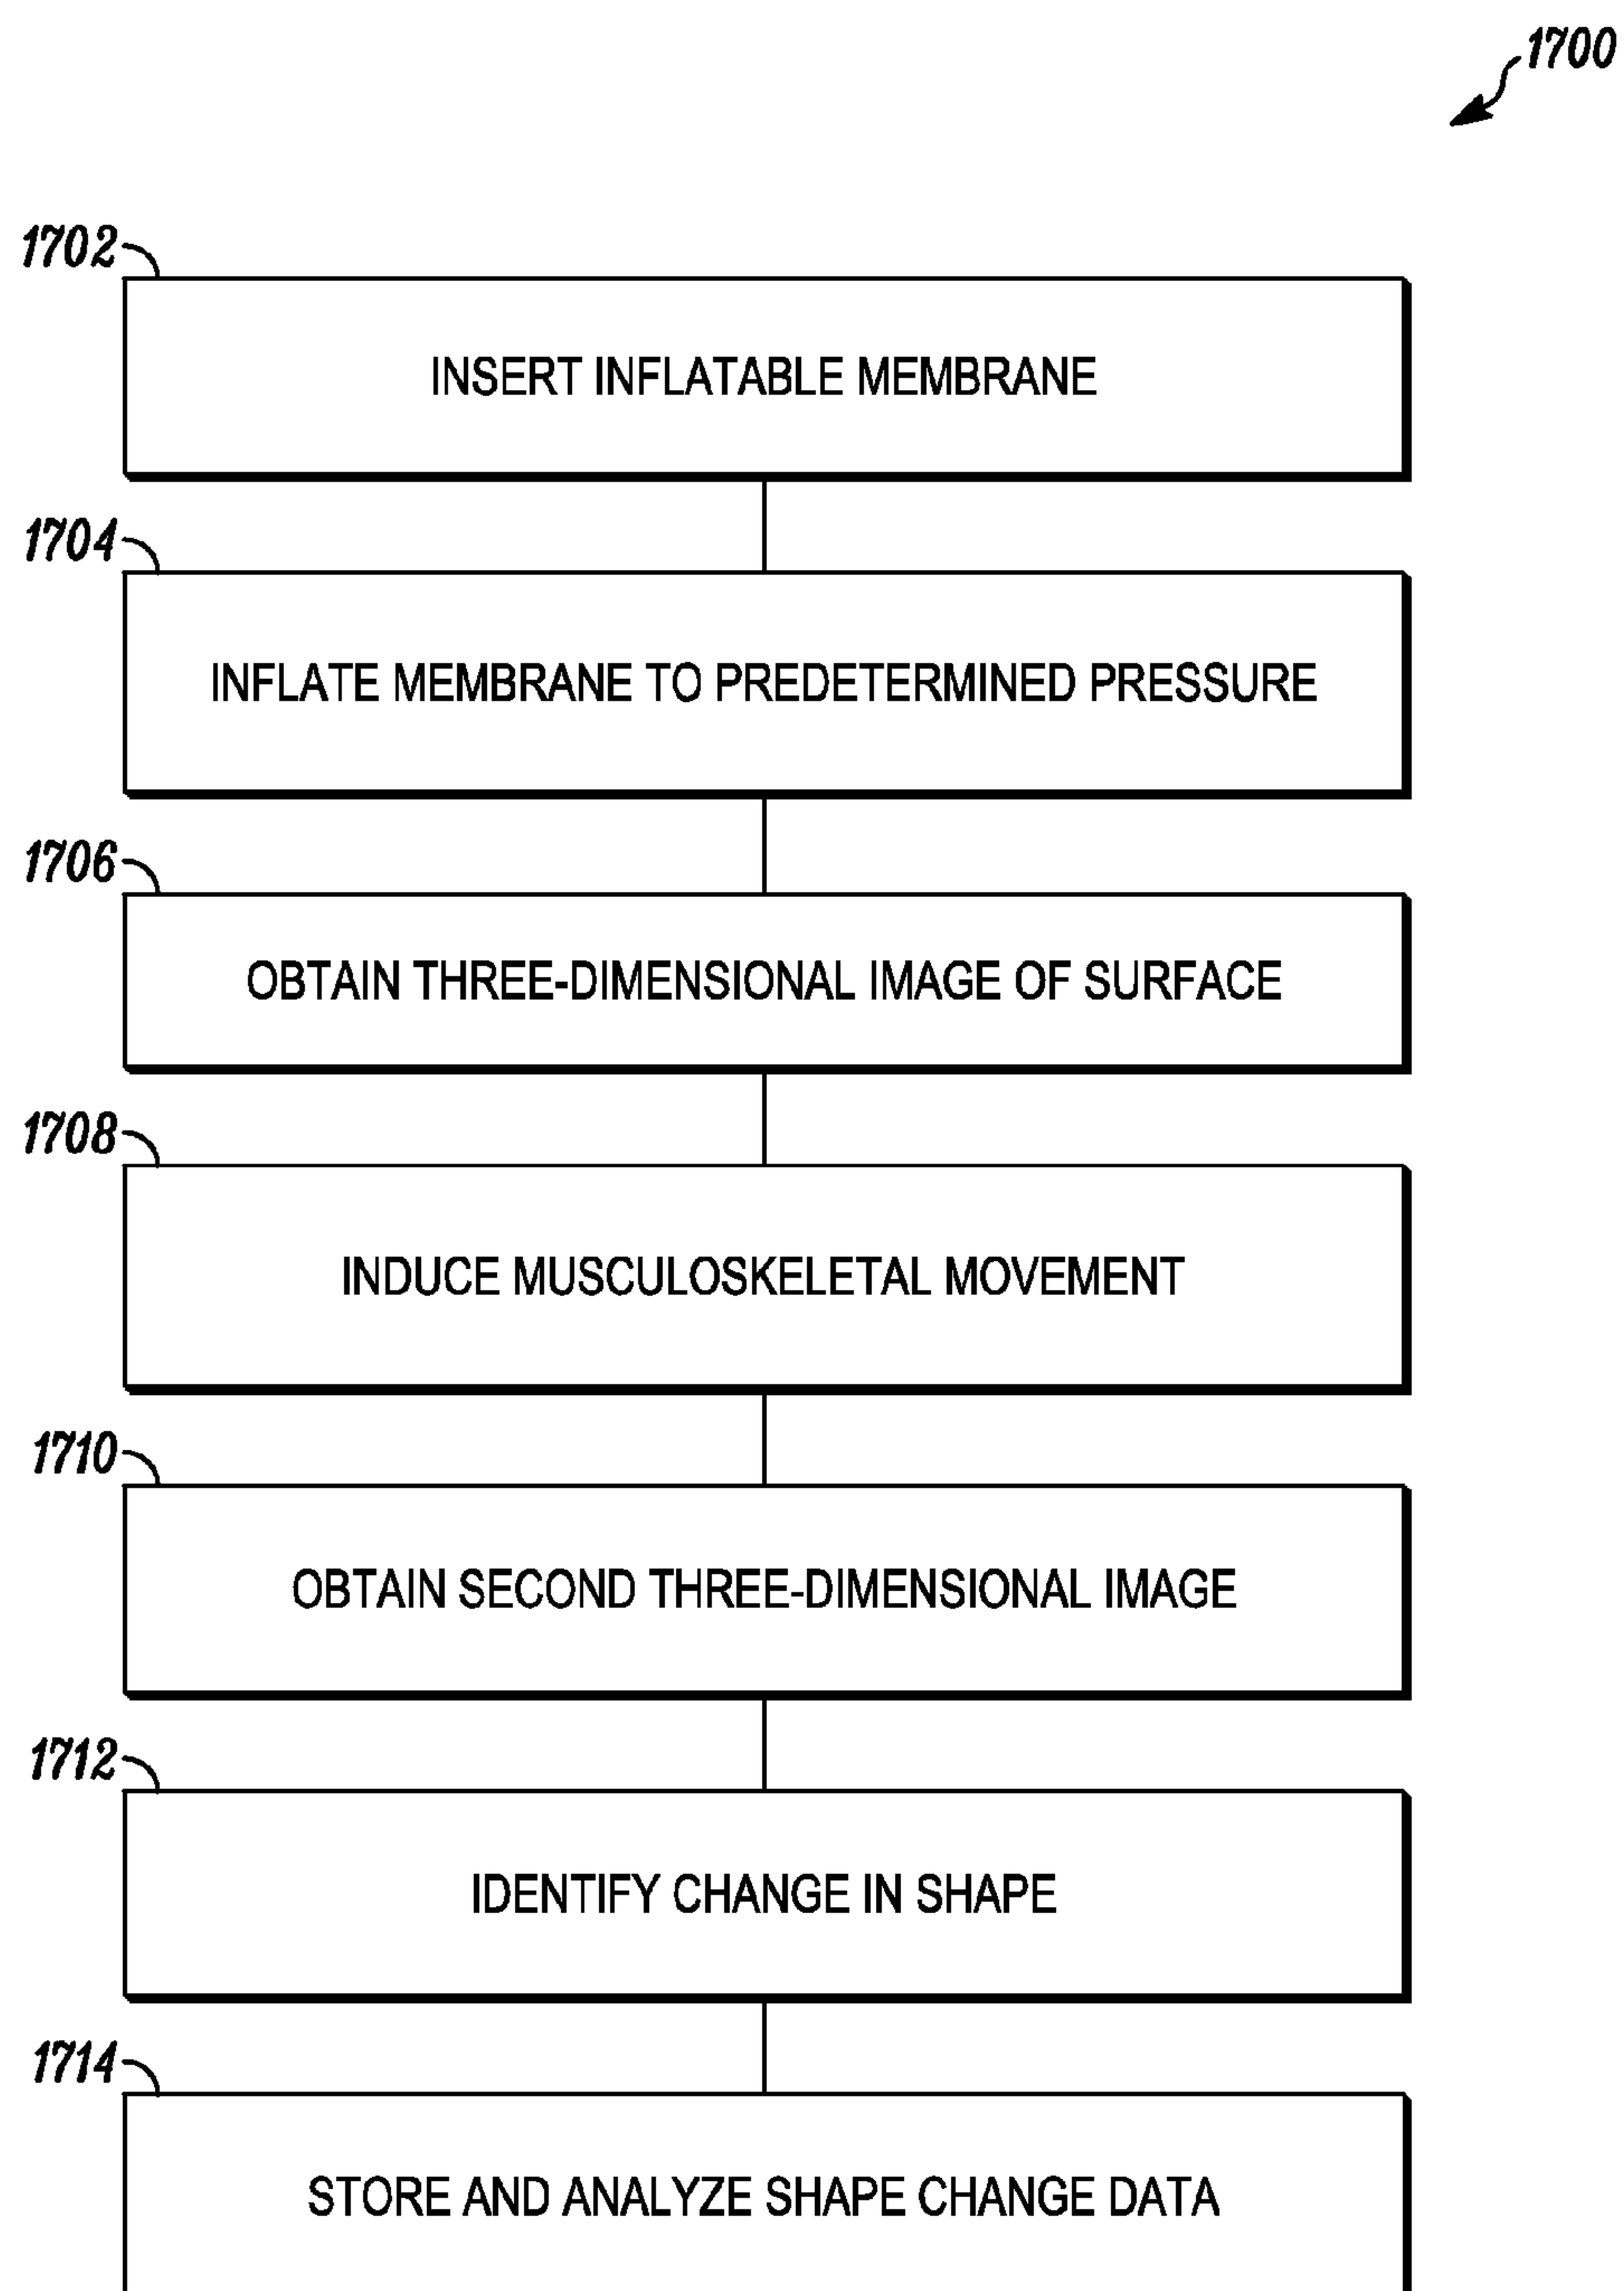 1700
1702
INSERT INFLATABLE MEMBRANE
1704
INFLATE MEMBRANE TO PREDETERMINED PRESSURE
1706
OBTAIN THREE-DIMENSIONAL IMAGE OF SURFACE
1708
INDUCE MUSCULOSKELETAL MOVEMENT
1710
OBTAIN SECOND THREE-DIMENSIONAL IMAGE
1712
IDENTIFY CHANGE IN SHAPE
1714
STORE AND ANALYZE SHAPE CHANGE DATA